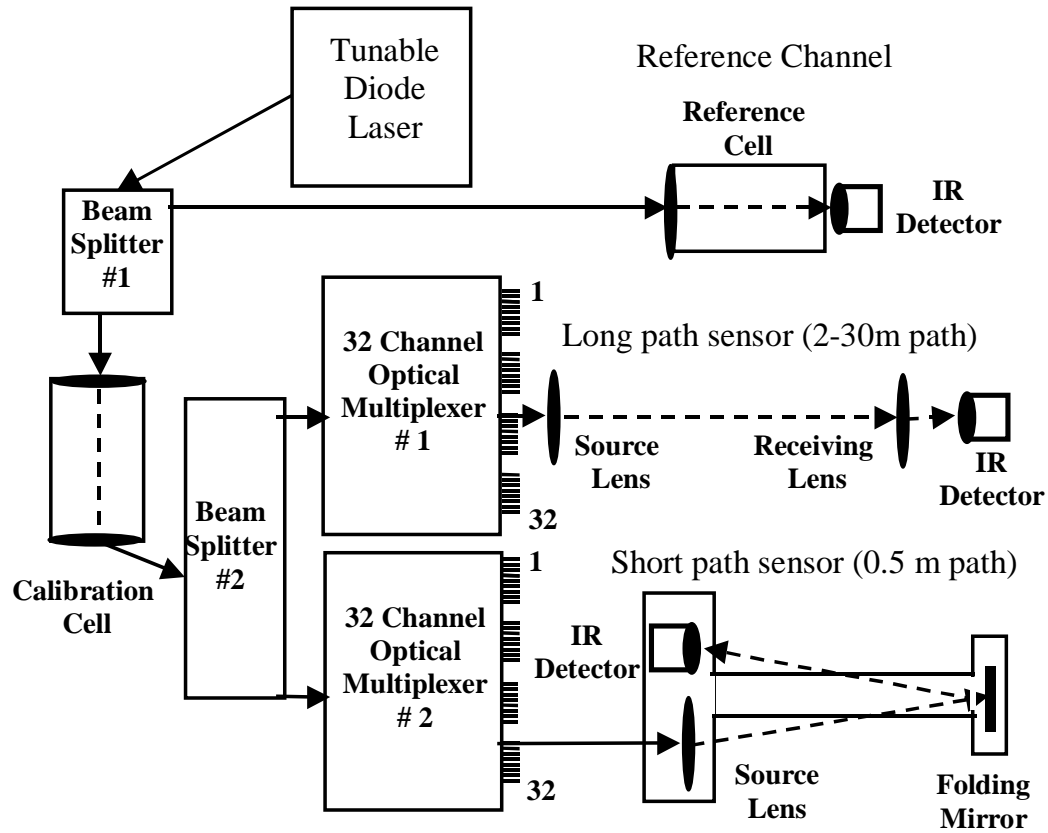 Tunable
Diode
Laser
Reference Channel
Reference
Cell
IR
Detector
Beam
Splitter
#1
1
32 Channel
Optical
Multiplexer
# 1
32
Long path sensor (2-30m path)
Source
Lens
Receiving
Lens
IR
Detector
Calibration
Cell
Beam
Splitter
#2
1
32 Channel
Optical
Multiplexer
# 2
32
Short path sensor (0.5 m path)
IR
Detector
Source
Lens
Folding
Mirror